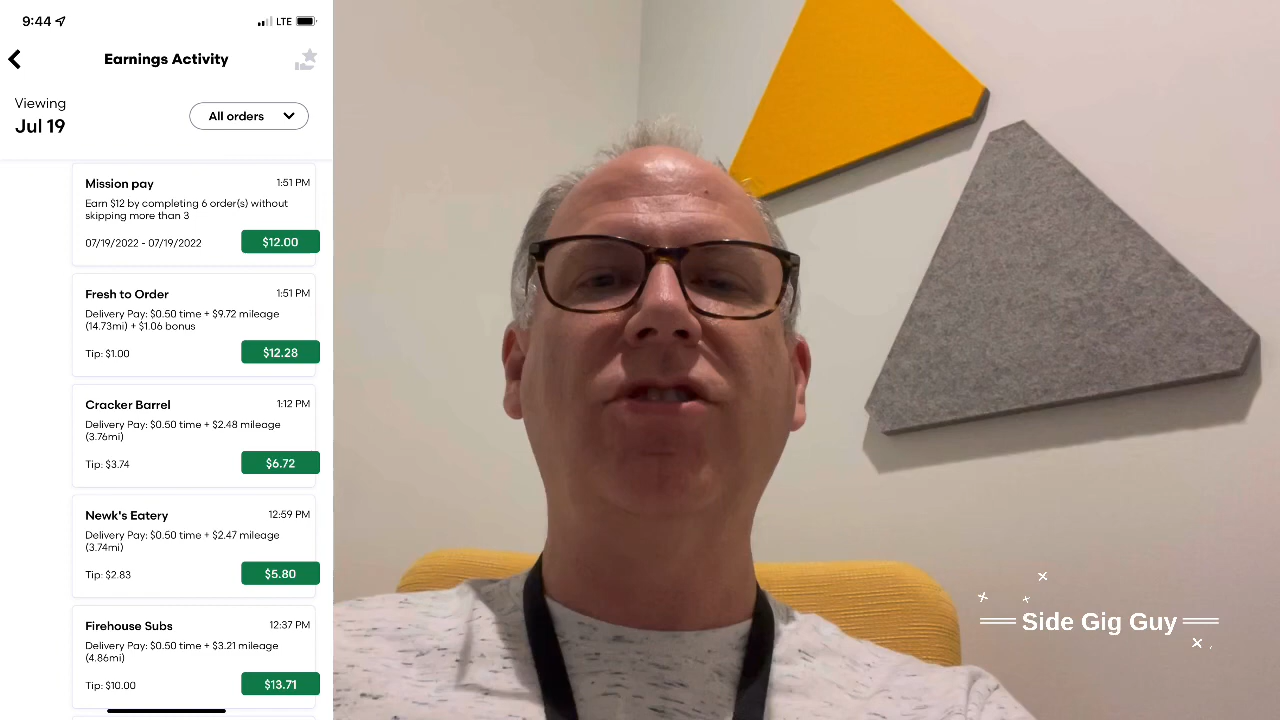 9:44
LTE
Earnings Activity
Viewing
Jul 19
All orders
Mission pay
1:51 PM
Earn $12 by completing 6 order(s) without
skipping more than 3
07/19/2022 - 07/19/2022
$12.00
Fresh to Order
1:51 PM
Delivery Pay: $0.50 time + $9.72 mileage
(14.73mi) + $1.06 bonus
Tip: $1.00
$12.28
Cracker Barrel
1:12 PM
Delivery Pay: $0.50 time + $2.48 mileage
(3.76mi)
Tip: $3.74
$6.72
Newk's Eatery
12:59 PM
Delivery Pay: $0.50 time + $2.47 mileage
(3.74mi)
Tip: $2.83
$5.80
Firehouse Subs
12:37 PM
Delivery Pay: $0.50 time + mileage
(4.86mi)
Tip: $10.00
$13.71
Side Gig Guy